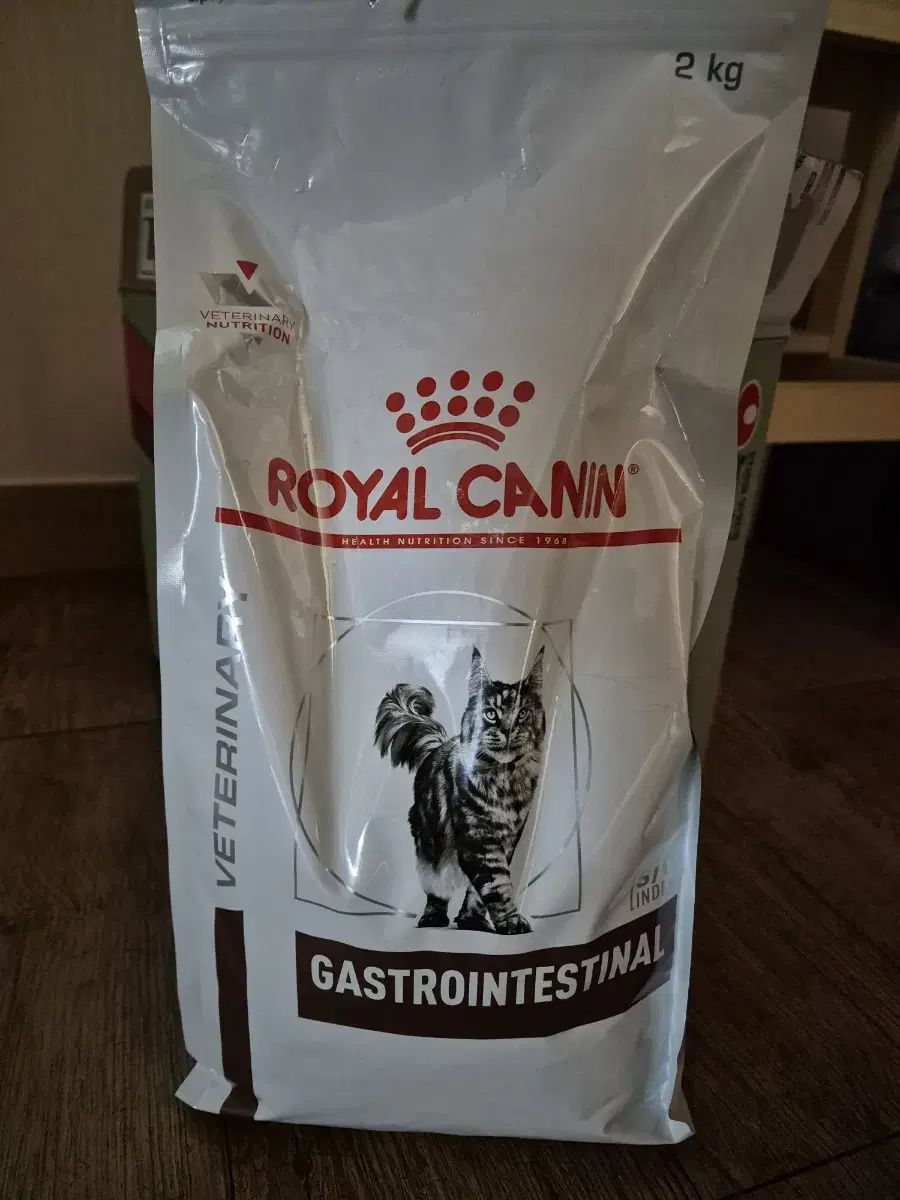 2 kg
VETERINARY
NUTRITION
ROYAL CANIN®
HEALTH NUTRITION SINCE 1968
VETERINARY
GASTROINTESTINAL